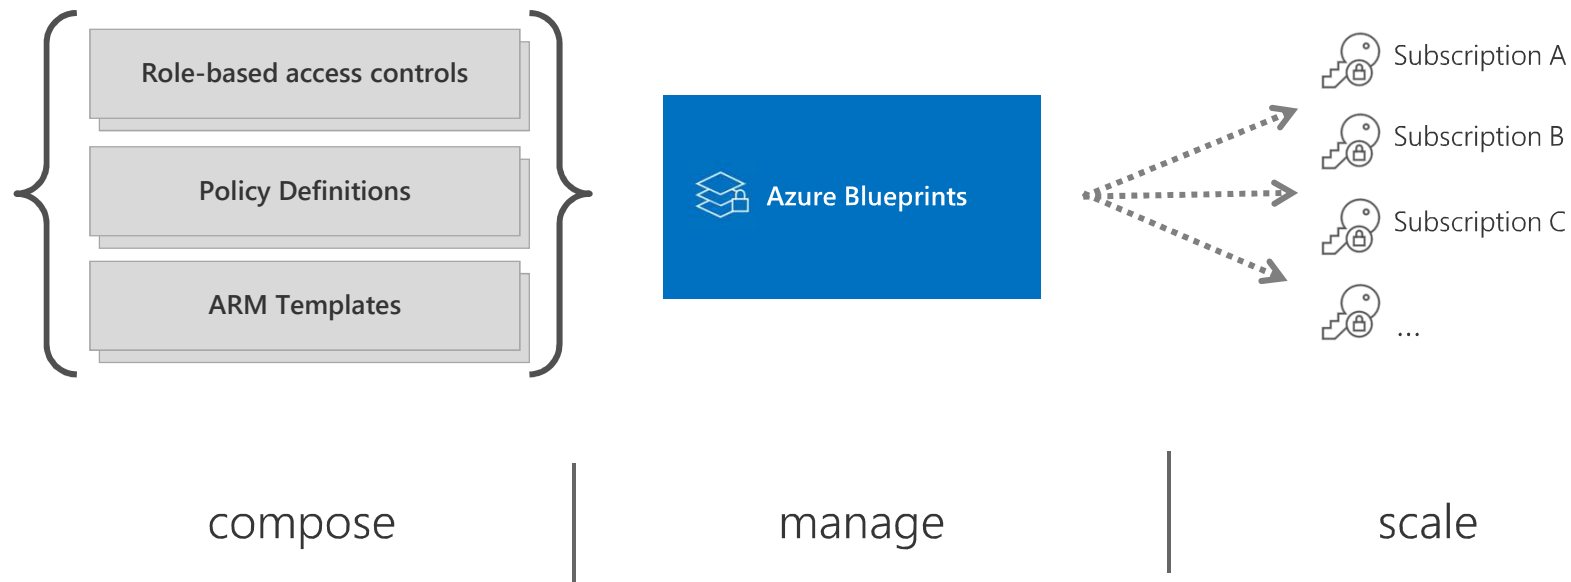 Role-based access controls
Policy Definitions
ARM Templates
Azure Blueprints
Subscription A
Subscription B
Subscription C
...
compose
manage
scale